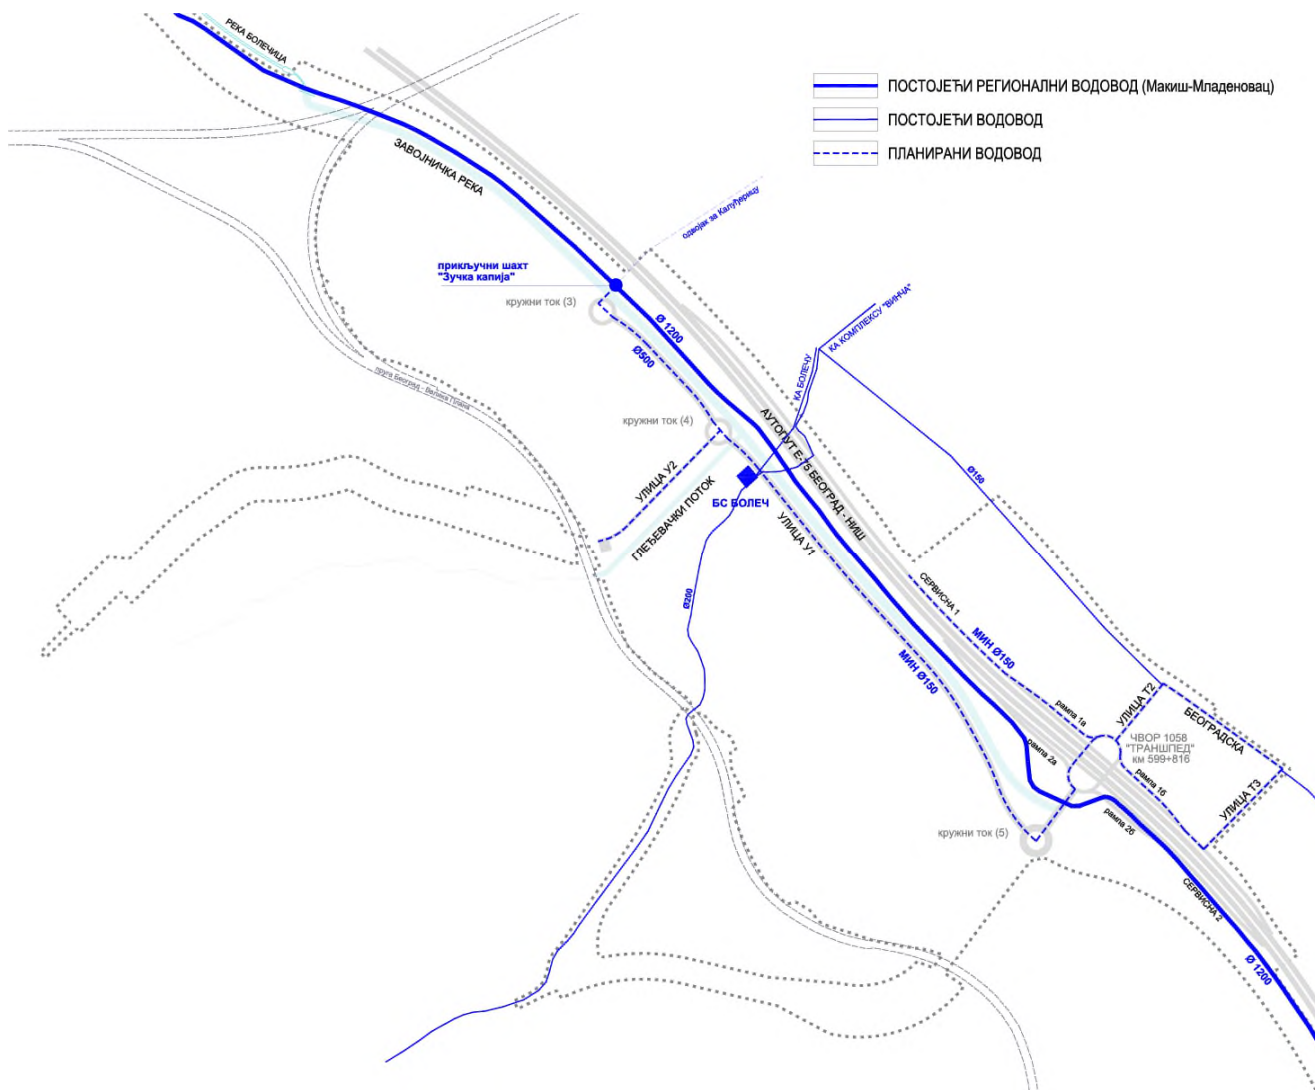 РЕКА БОЛЕЧИЦА
ПОСТОЈЕЋИ РЕГИОНАЛНИ ВОДОВОД (Макиш-Младеновац)
ПОСТОЈЕЋИ ВОДОВОД
ПЛАНИРАНИ ВОДОВОД
ЗАВОЈНИЧКА РЕКА
одвојак за Калуђерицу
прикључни шахт
"Зучка капија"
кружни ток (3)
КА КОМПЛЕКСУ "ВИНЧА"
Ø 1200
Ø500
КА БОЛЕЧУ
пруга Београд - Велика Плана
кружни ток (4)
АУТОПУТ Е-75 БЕОГРАД - НИШ
УЛИЦА У2
ГЛЕЂЕВАЧКИ ПОТОК
БС БОЛЕЧ
УЛИЦА У1
Ø150
Ø200
СЕРВИСНА 1
МИН Ø150
МИН Ø150
рампа 1а
УЛИЦА Т2
БЕОГРАДСКА
ЧВОР 1058
"ТРАНШПЕД"
км 599+816
рампа 2а
рампа 1б
УЛИЦА Т3
рампа 2б
кружни ток (5)
СЕРВИСНА 2
Ø 1200